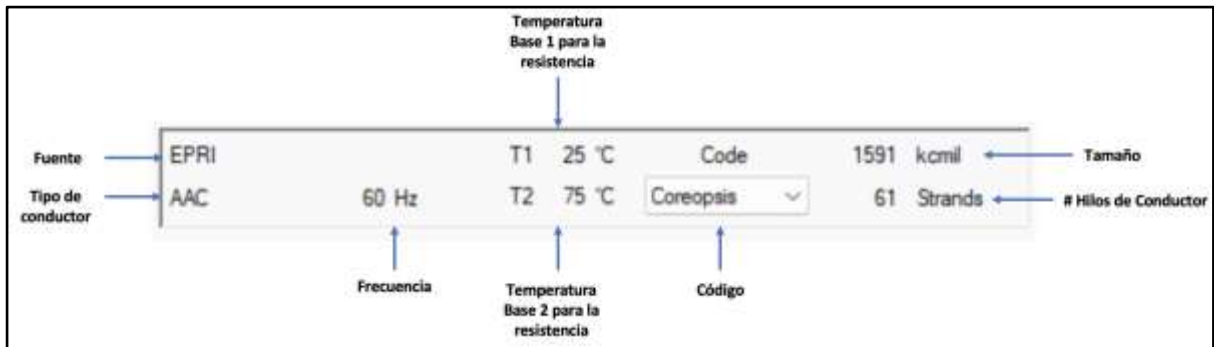 Temperatura
Base 1 para la
resistencia
Fuente
EPRI
T1 25 °C
Code
1591 kcmil
Tamaño
Tipo de
conductor
AAC
60 Hz
T2 75 °C
Coreopsis
61 Strands
# Hilos de Conductor
Frecuencia
Temperatura
Base 2 para la
resistencia
Código